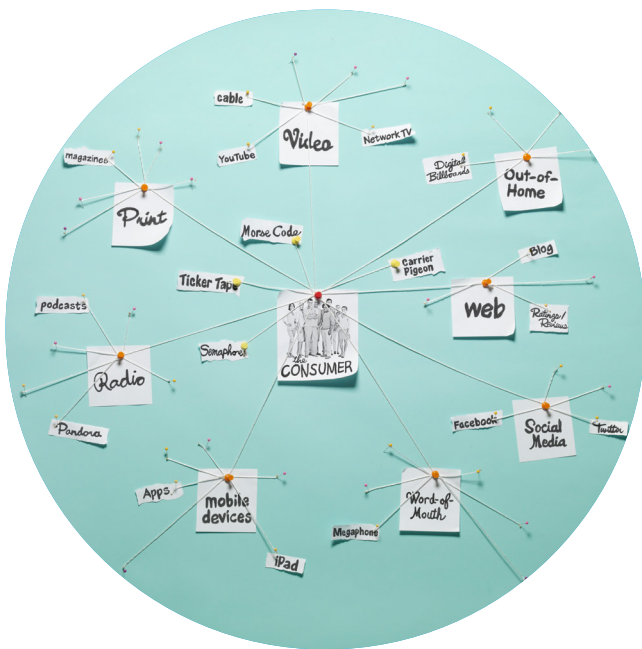 cable
Video
YouTube
Network TV
magazines
Print
Digital
Billboards
Out-of-
Home
Morse Code
Carrier
Pigeon
Ticker Tape
Semaphore
the
CONSUMER
Blog
web
Ratings/
Reviews
podcasts
Radio
Pandora
Facebook
Social
Media
Twitter
Apps
mobile
devices
iPad
Word-of-
Mouth
Megaphone